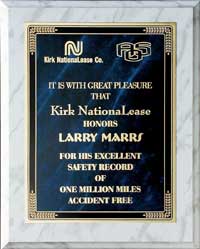 Kirk NationaLease Co.
IT IS WITH GREAT PLEASURE
THAT
Kirk NationaLease
HONORS
LARRY MARRS
FOR HIS EXCELLENT
SAFETY RECORD
OF
ONE MILLION MILES
ACCIDENT FREE